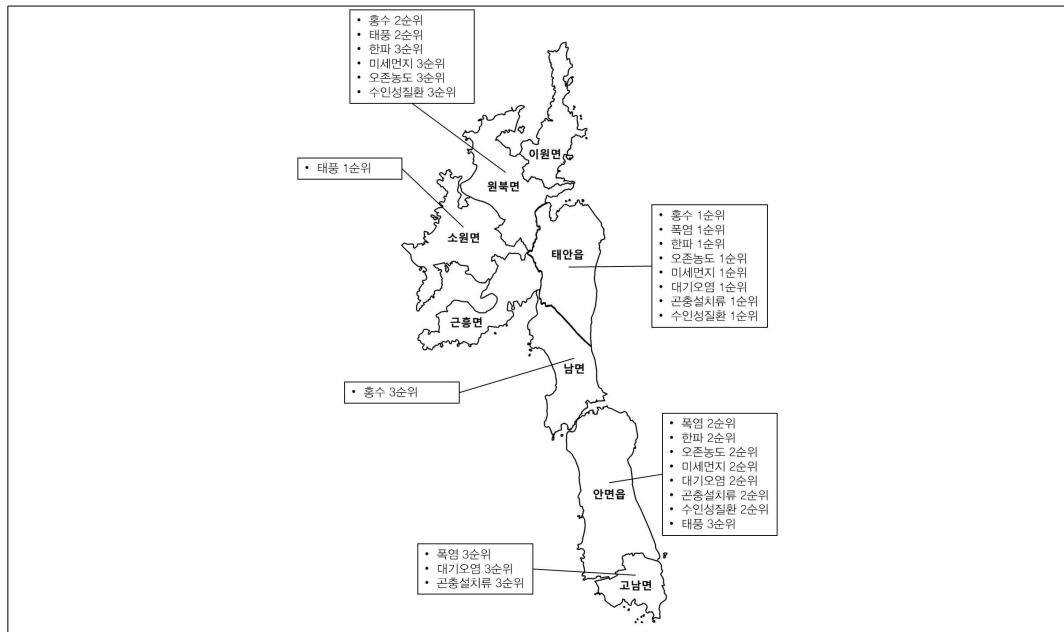 • 홍수 2순위
• 태풍 2순위
• 한파 3순위
• 미세먼지 3순위
• 오존농도 3순위
• 수인성질환 3순위
이원면
• 태풍 1순위
원북면
소원면
태안읍
• 홍수 1순위
• 폭염 1순위
• 한파 1순위
• 오존농도 1순위
• 미세먼지 1순위
• 대기오염 1순위
• 곤충설치류 1순위
• 수인성질환 1순위
근흥면
남면
• 홍수 3순위
• 폭염 2순위
• 한파 2순위
• 오존농도 2순위
• 미세먼지 2순위
• 대기오염 2순위
• 곤충설치류 2순위
• 수인성질환 2순위
• 태풍 3순위
안면읍
• 폭염 3순위
• 대기오염 3순위
• 곤충설치류 3순위
고남면